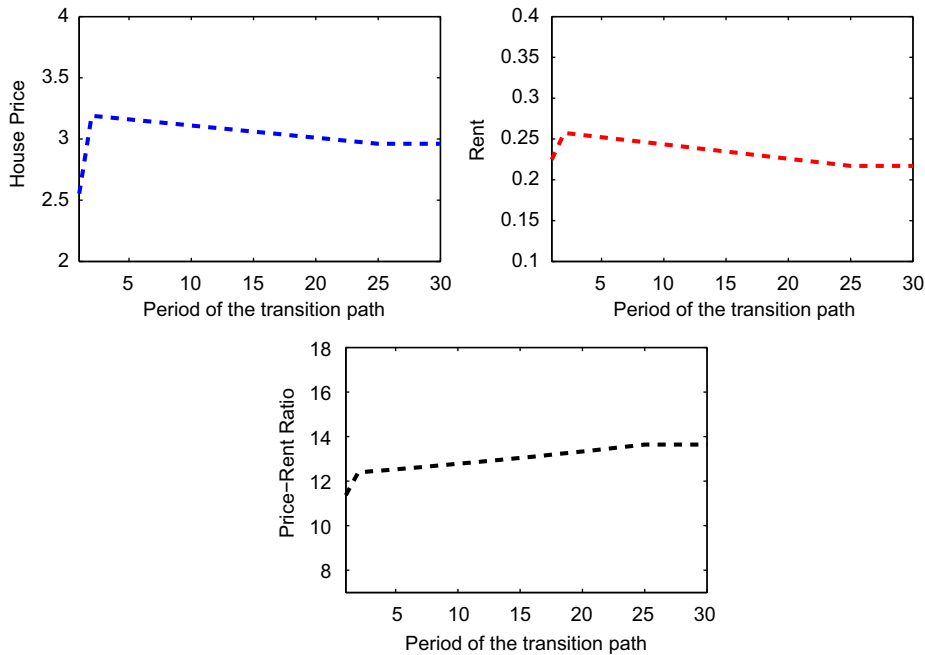 House Price
4
3.5
3
2.5
2
5 10 15 20 25 30
Period of the transition path
Rent
0.4
0.35
0.3
0.25
0.2
0.15
0.1
5 10 15 20 25 30
Period of the transition path
Price−Rent Ratio
18
16
14
12
10
8
5 10 15 20 25 30
Period of the transition path